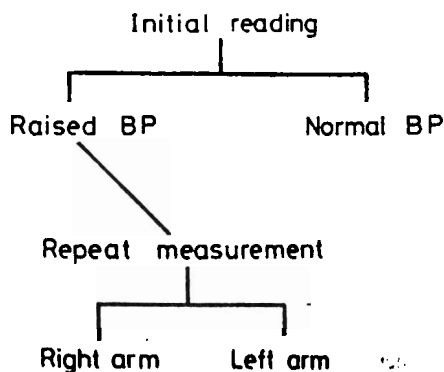 Initial reading
Raised BP Normal BP
Repeat measurement
Right arm Left arm